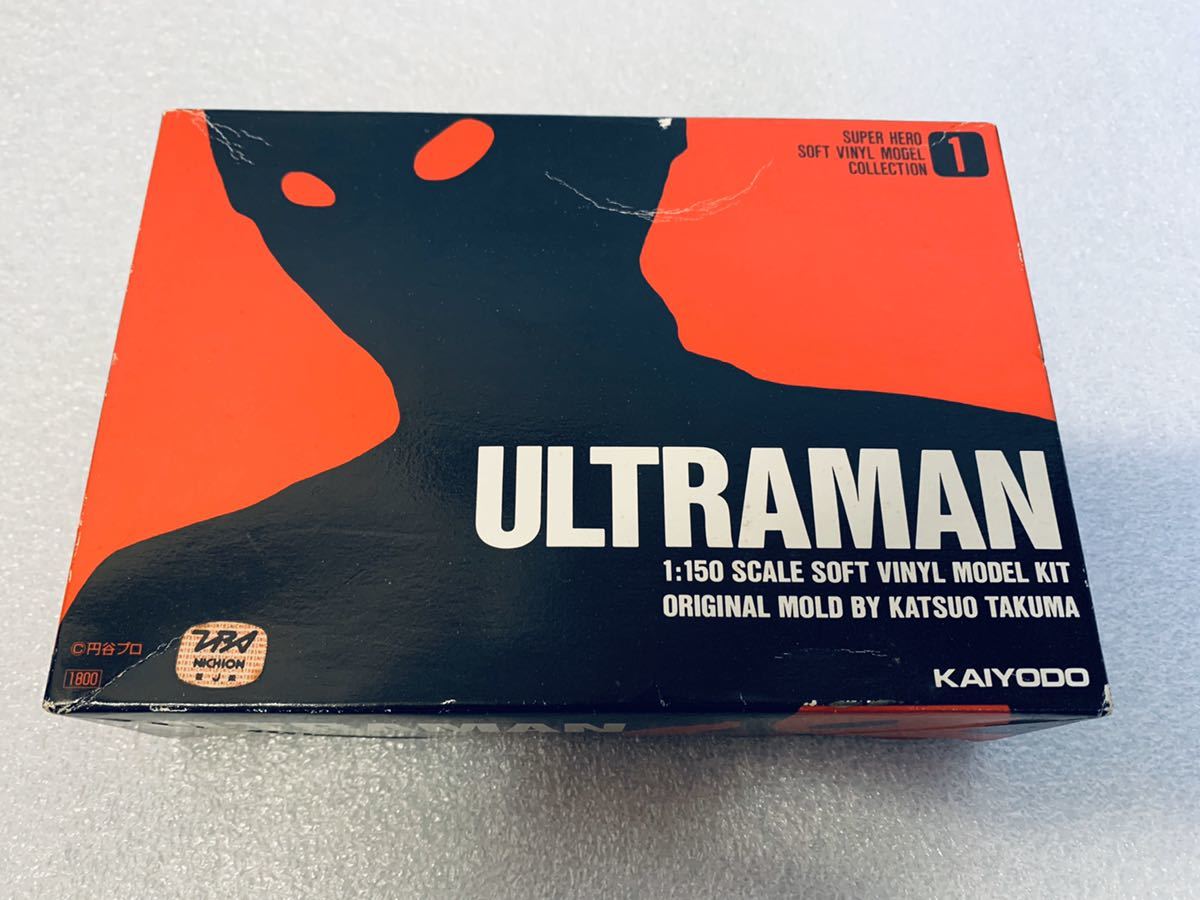 SUPER HERO
SOFT VINYL MODEL
COLLECTION
1
ULTRAMAN
1:150 SCALE SOFT VINYL MODEL KIT
ORIGINAL MOLD BY KATSUO TAKUMA
©円谷プロ
1800
NICHION
KAIYODO
ULTRAMAN